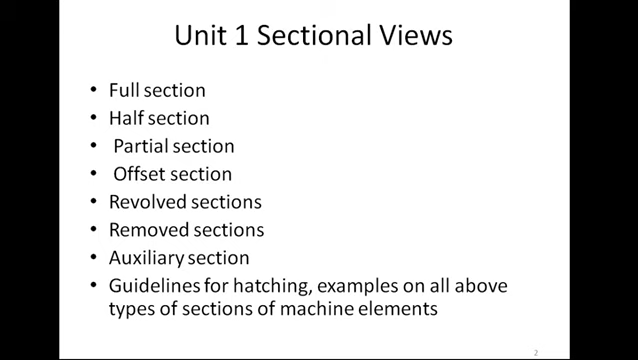 Unit 1 Sectional Views
• Full section
• Half section
• Partial section
• Offset section
• Revolved sections
• Removed sections
• Auxiliary section
• Guidelines for hatching, examples on all above
types of sections of machine elements
2